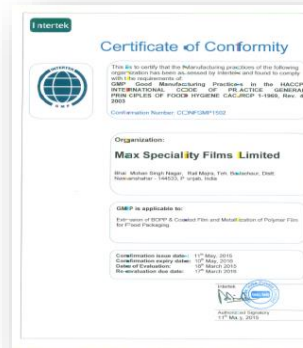 Intertek
Certificate of Conformity
This is to certify that the Manufacturing practices of the following
organization has been assessed by Intertek and found to comply
with the requirements of
GMP Good Manufacturing Practices in the HACCP
INTERNATIONAL CODE OF PRACTICE GENERAL
PRINCIPLES OF FOOD HYGIENE CAC/RCP 1-1969, Rev. 4
2003
Confirmation Number:
Organization:
Max Speciality Films Limited
Bhai Mohan Singh Nagar, Rail Majra, Teh. Distt.
Nawanshahar - 144533, Punjab, India
GMP is applicable to:
Extrusion of BOPP & Coated Film and Metallization of Polymer Film
for Food Packaging
Confirmation issue date: 11th May, 2015
Confirmation expiry date: 10th May, 2018
Date of Evaluation: 18th March 2015
Re-evaluation due date: 17th March 2016
Intertek
Authorized Signatory
11th May, 2015